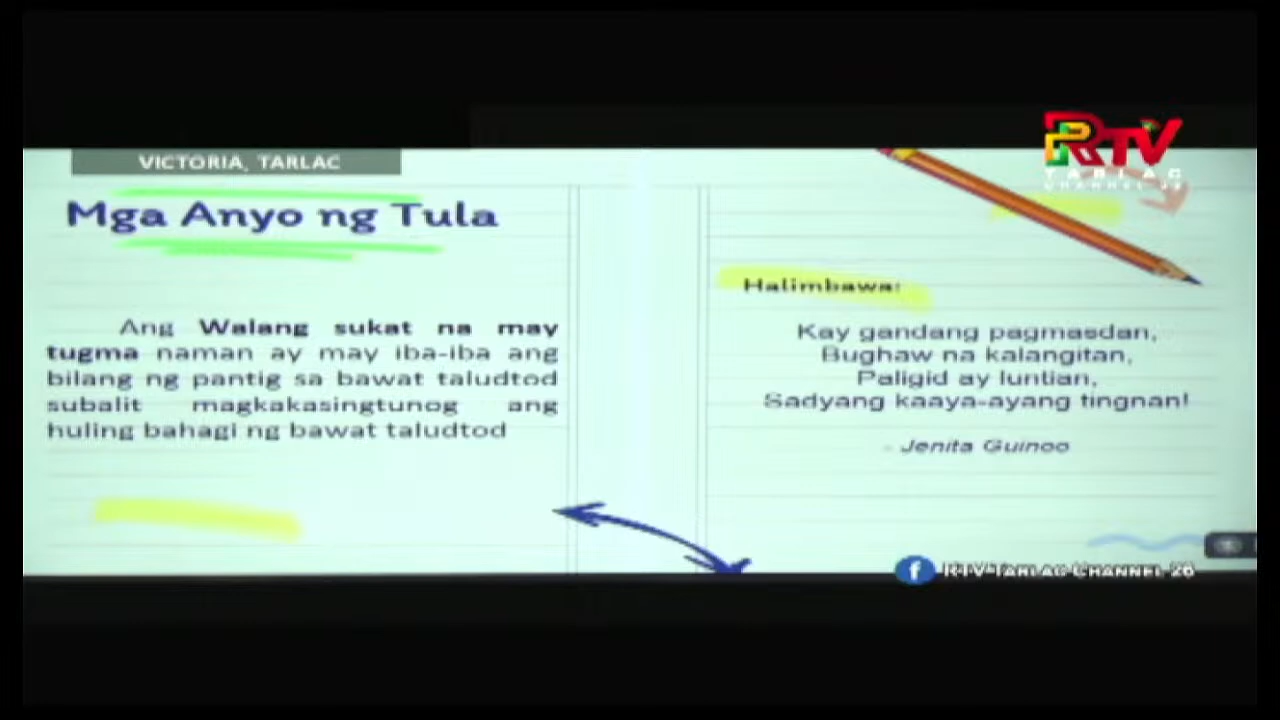 VICTORIA, TARLAC
RTV
TARLAC
CHANNEL 26
Mga Anyo ng Tula
Ang Walang sukat na may
tugma naman ay may iba-iba ang
bilang ng pantig sa bawat taludtod
subalit magkakasingtunog ang
huling bahagi ng bawat taludtod
Halimbawa:
Kay gandang pagmasdan,
Bughaw na kalangitan,
Paligid ay luntian,
Sadyang kaaya-ayang tingnan!
- Jenita Guinoo
f RTV TARLAC CHANNEL 26